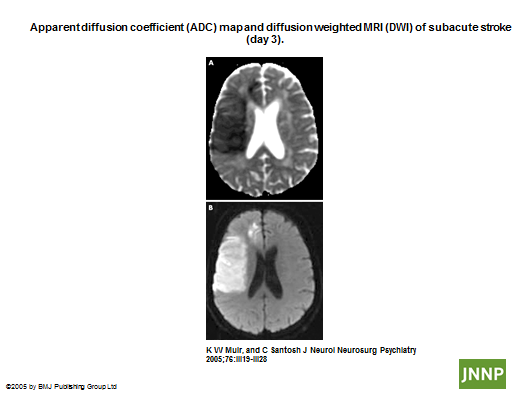 Apparent diffusion coefficient (ADC) map and diffusion weighted MRI (DWI) of subacute stroke
(day 3).
A
B
K W Muir, and C Santosh J Neurol Neurosurg Psychiatry
2005;76:iii19-iii28
JNNP
©2005 by BMJ Publishing Group Ltd